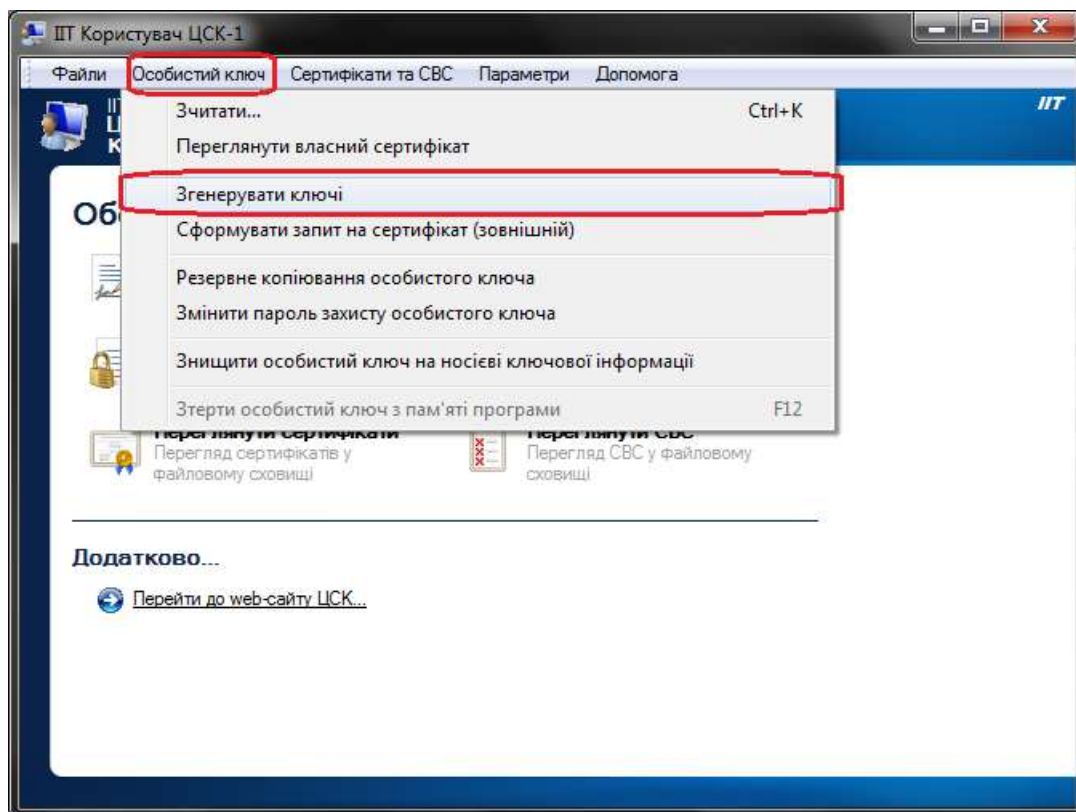 ІІТ Користувач ЦСК-1
Файли Особистий ключ Сертифікати та СВС Параметри Допомога
ІІТ
Зчитати... Ctrl+K
Переглянути власний сертифікат
Згенерувати ключі
Сформувати запит на сертифікат (зовнішній)
Резервне копіювання особистого ключа
Змінити пароль захисту особистого ключа
Знищити особистий ключ на носієві ключової інформації
Зтерти особистий ключ з пам'яті програми F12
Переглянути сертифікати
Перегляд сертифікатів у
файловому сховищі
Переглянути СВС
Перегляд СВС у файловому
сховищі
Додатково...
Перейти до web-сайту ЦСК...